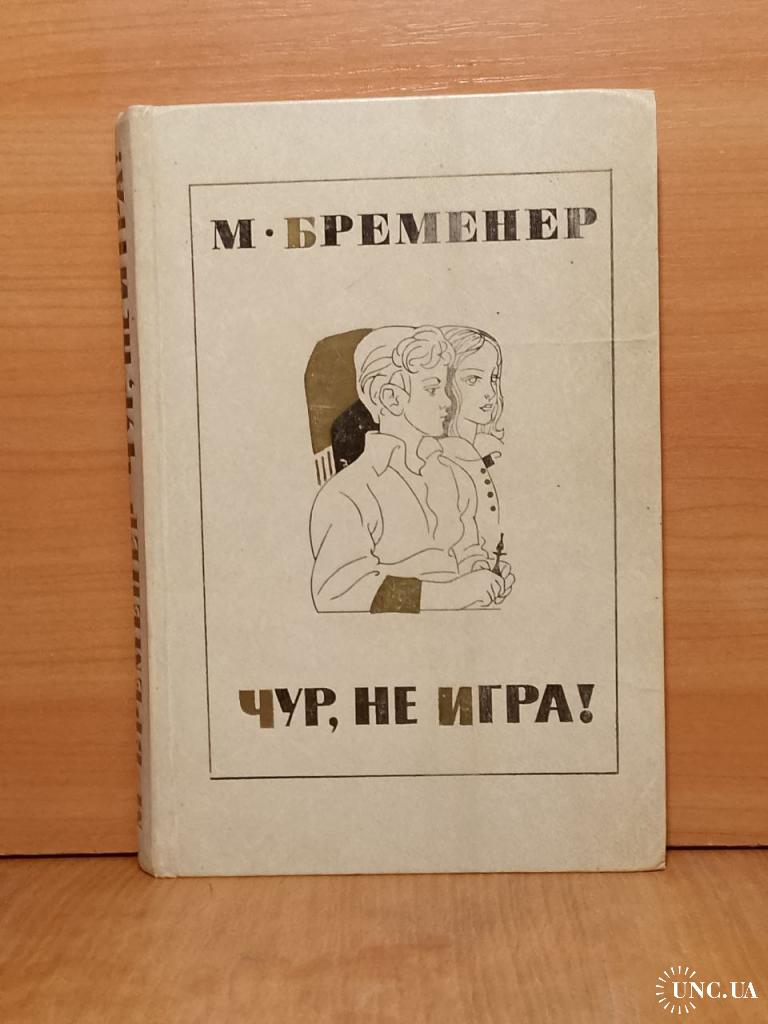 М · БРЕМЕНЕР
ЧУР, НЕ ИГРА!
М. БРЕМЕНЕР ЧУР, НЕ ИГРА!
UNC.UA